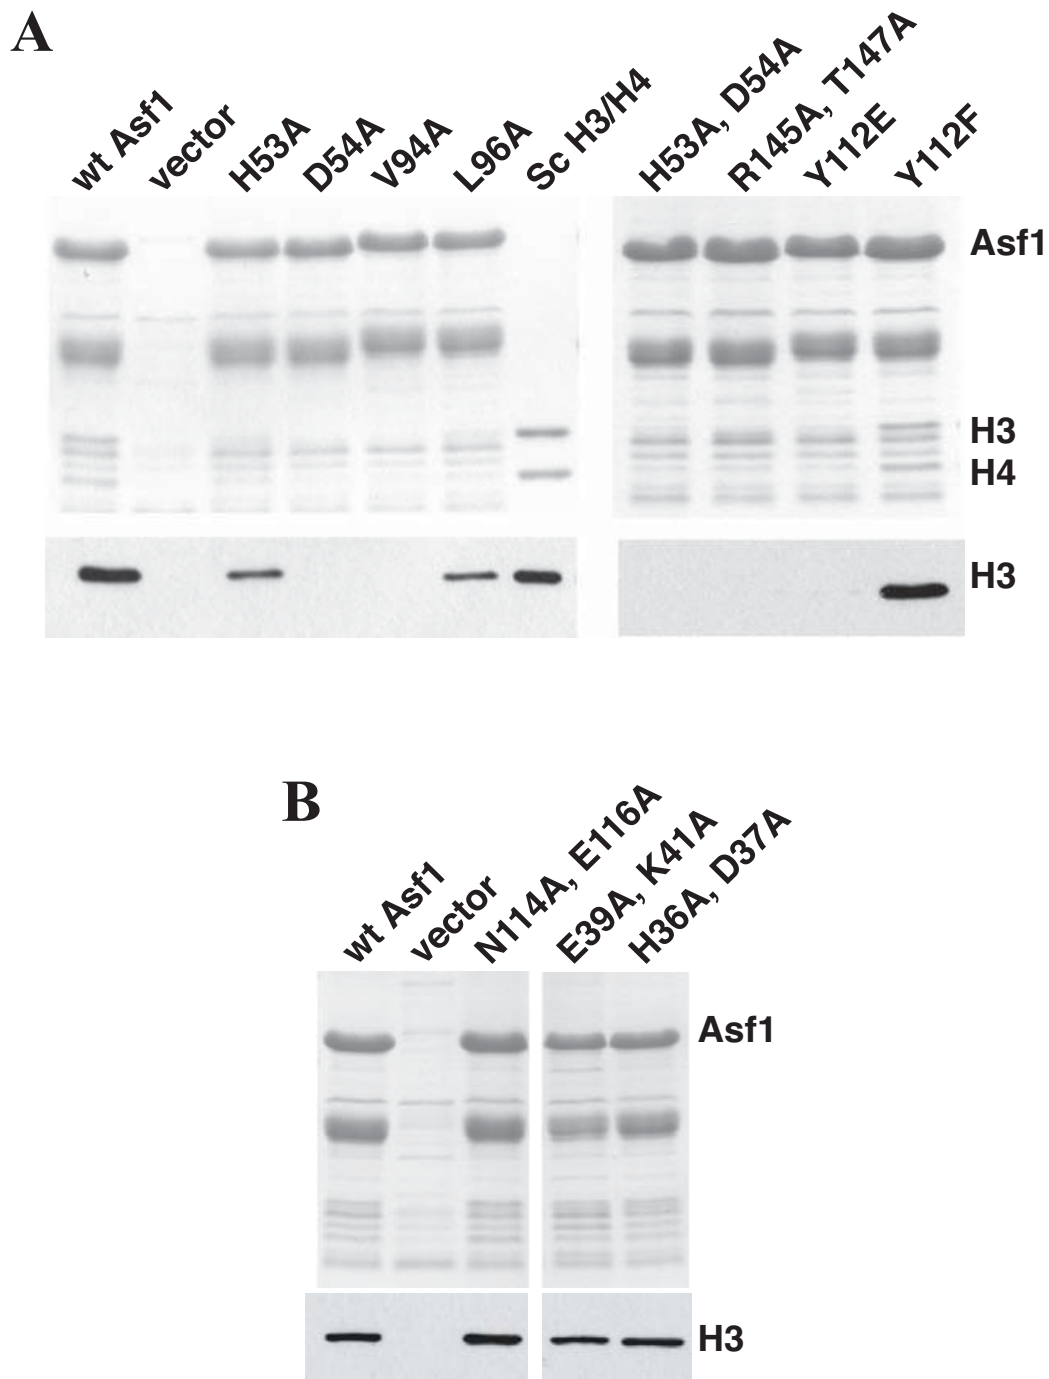 A
wt Asf1
vector
H53A
D54A
V94A
L96A
Sc H3/H4
H53A, D54A
R145A, T147A
Y112E
Y112F
Asf1
H3
H4
H3
B
wt Asf1
vector
N114A, E116A
E39A, K41A
H36A, D37A
Asf1
H3